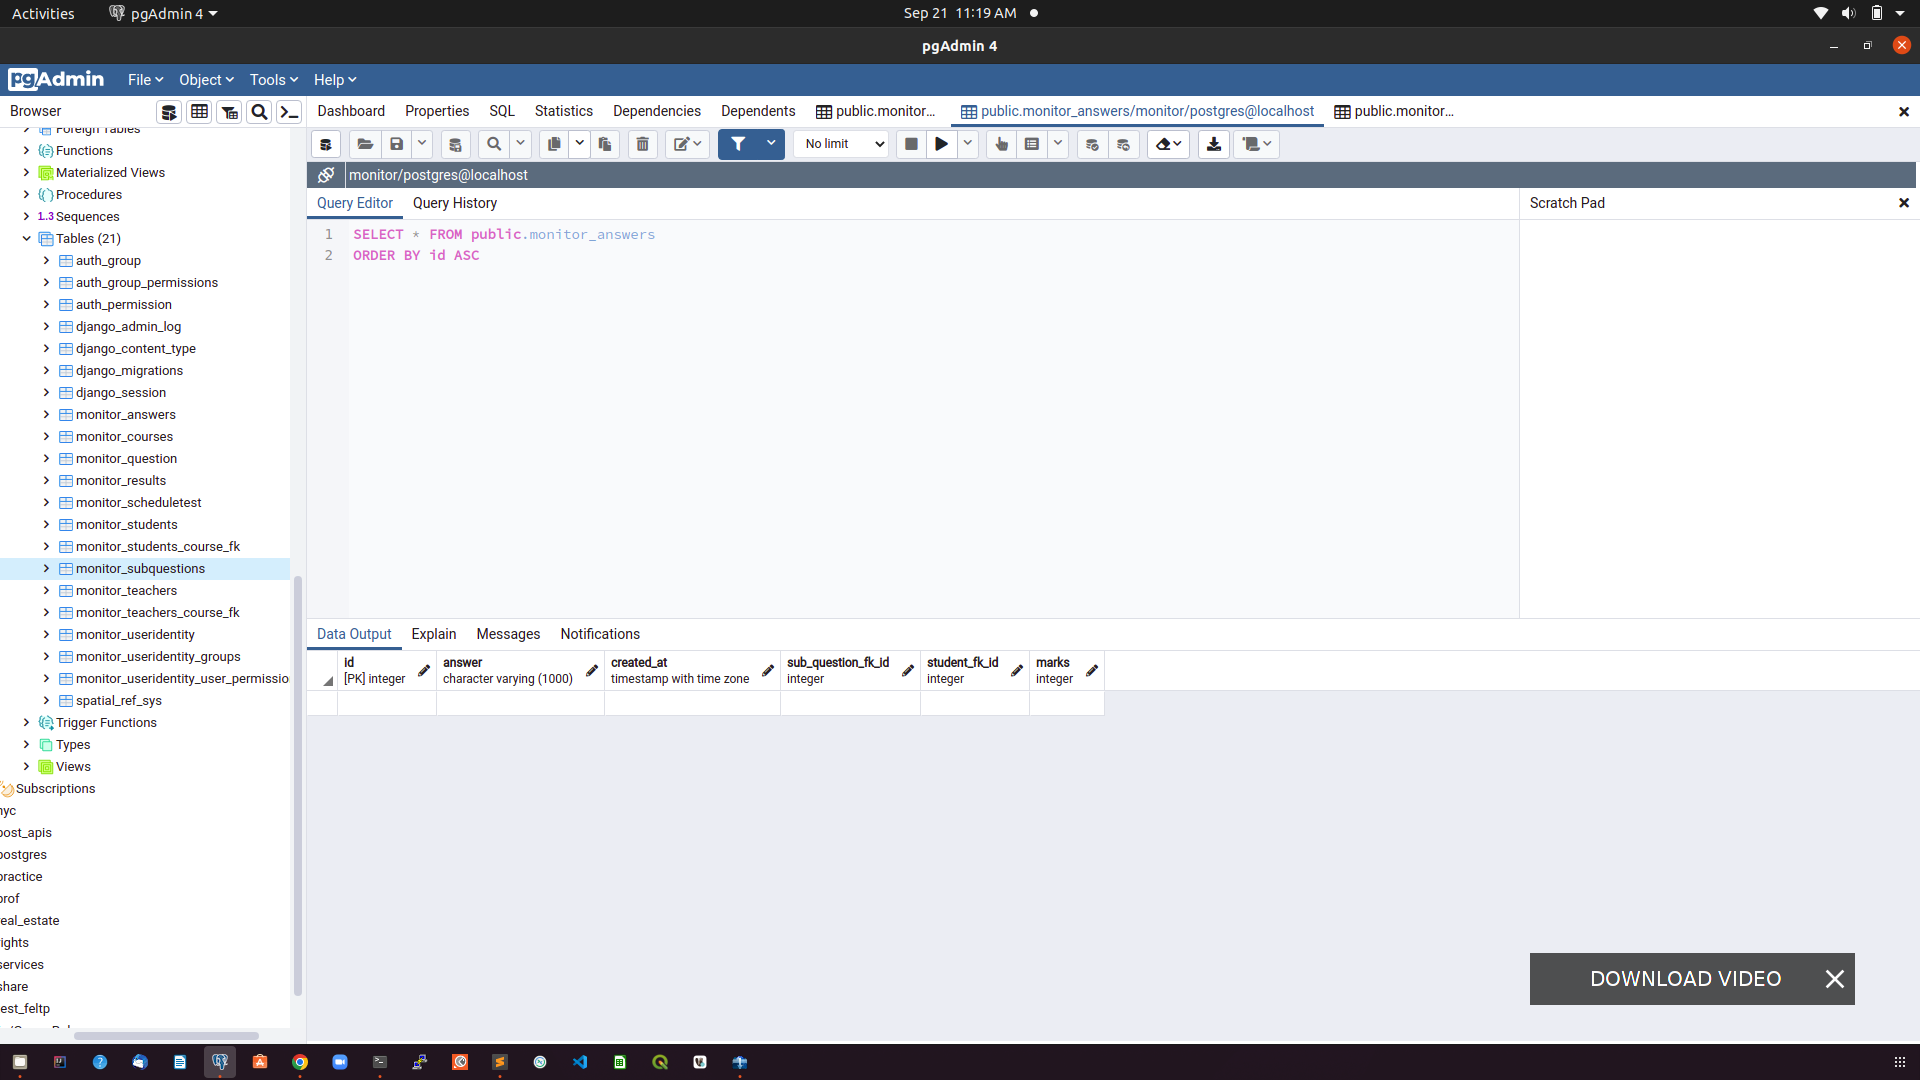 Activities
pgAdmin 4
Sep 21 11:19 AM
pgAdmin 4
pgAdmin
File
Object
Tools
Help
Browser
Dashboard
Properties
SQL
Statistics
Dependencies
Dependents
public.monitor...
public.monitor_answers/monitor/postgres@localhost
public.monitor...
No limit
monitor/postgres@localhost
Query Editor
Query History
Scratch Pad
1 SELECT * FROM public.monitor_answers
2 ORDER BY id ASC
Foreign Tables
Functions
Materialized Views
Procedures
1..3 Sequences
Tables (21)
auth_group
auth_group_permissions
auth_permission
django_admin_log
django_content_type
django_migrations
django_session
monitor_answers
monitor_courses
monitor_question
monitor_results
monitor_scheduletest
monitor_students
monitor_students_course_fk
monitor_subquestions
monitor_teachers
monitor_teachers_course_fk
monitor_useridentity
monitor_useridentity_groups
monitor_useridentity_user_permissio
spatial_ref_sys
Trigger Functions
Types
Views
Subscriptions
nyc
post_apis
postgres
practice
prof
real_estate
rights
services
share
test_feltp
Data Output
Explain
Messages
Notifications
id
[PK] integer
answer
character varying (1000)
created_at
timestamp with time zone
sub_question_fk_id
integer
student_fk_id
integer
marks
integer
DOWNLOAD VIDEO